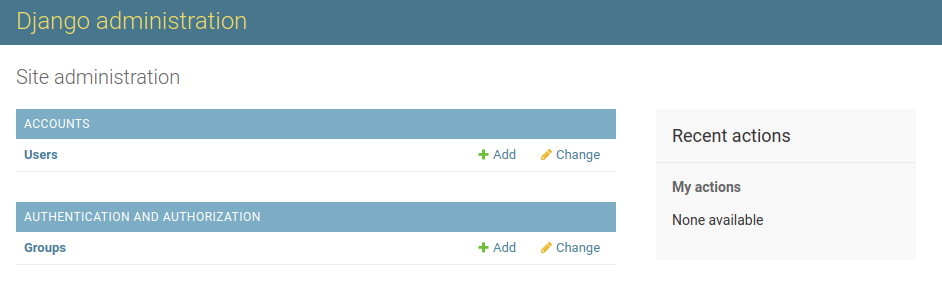 Django administration
Site administration
ACCOUNTS
Users Add Change
AUTHENTICATION AND AUTHORIZATION
Groups Add Change
Recent actions
My actions
None available